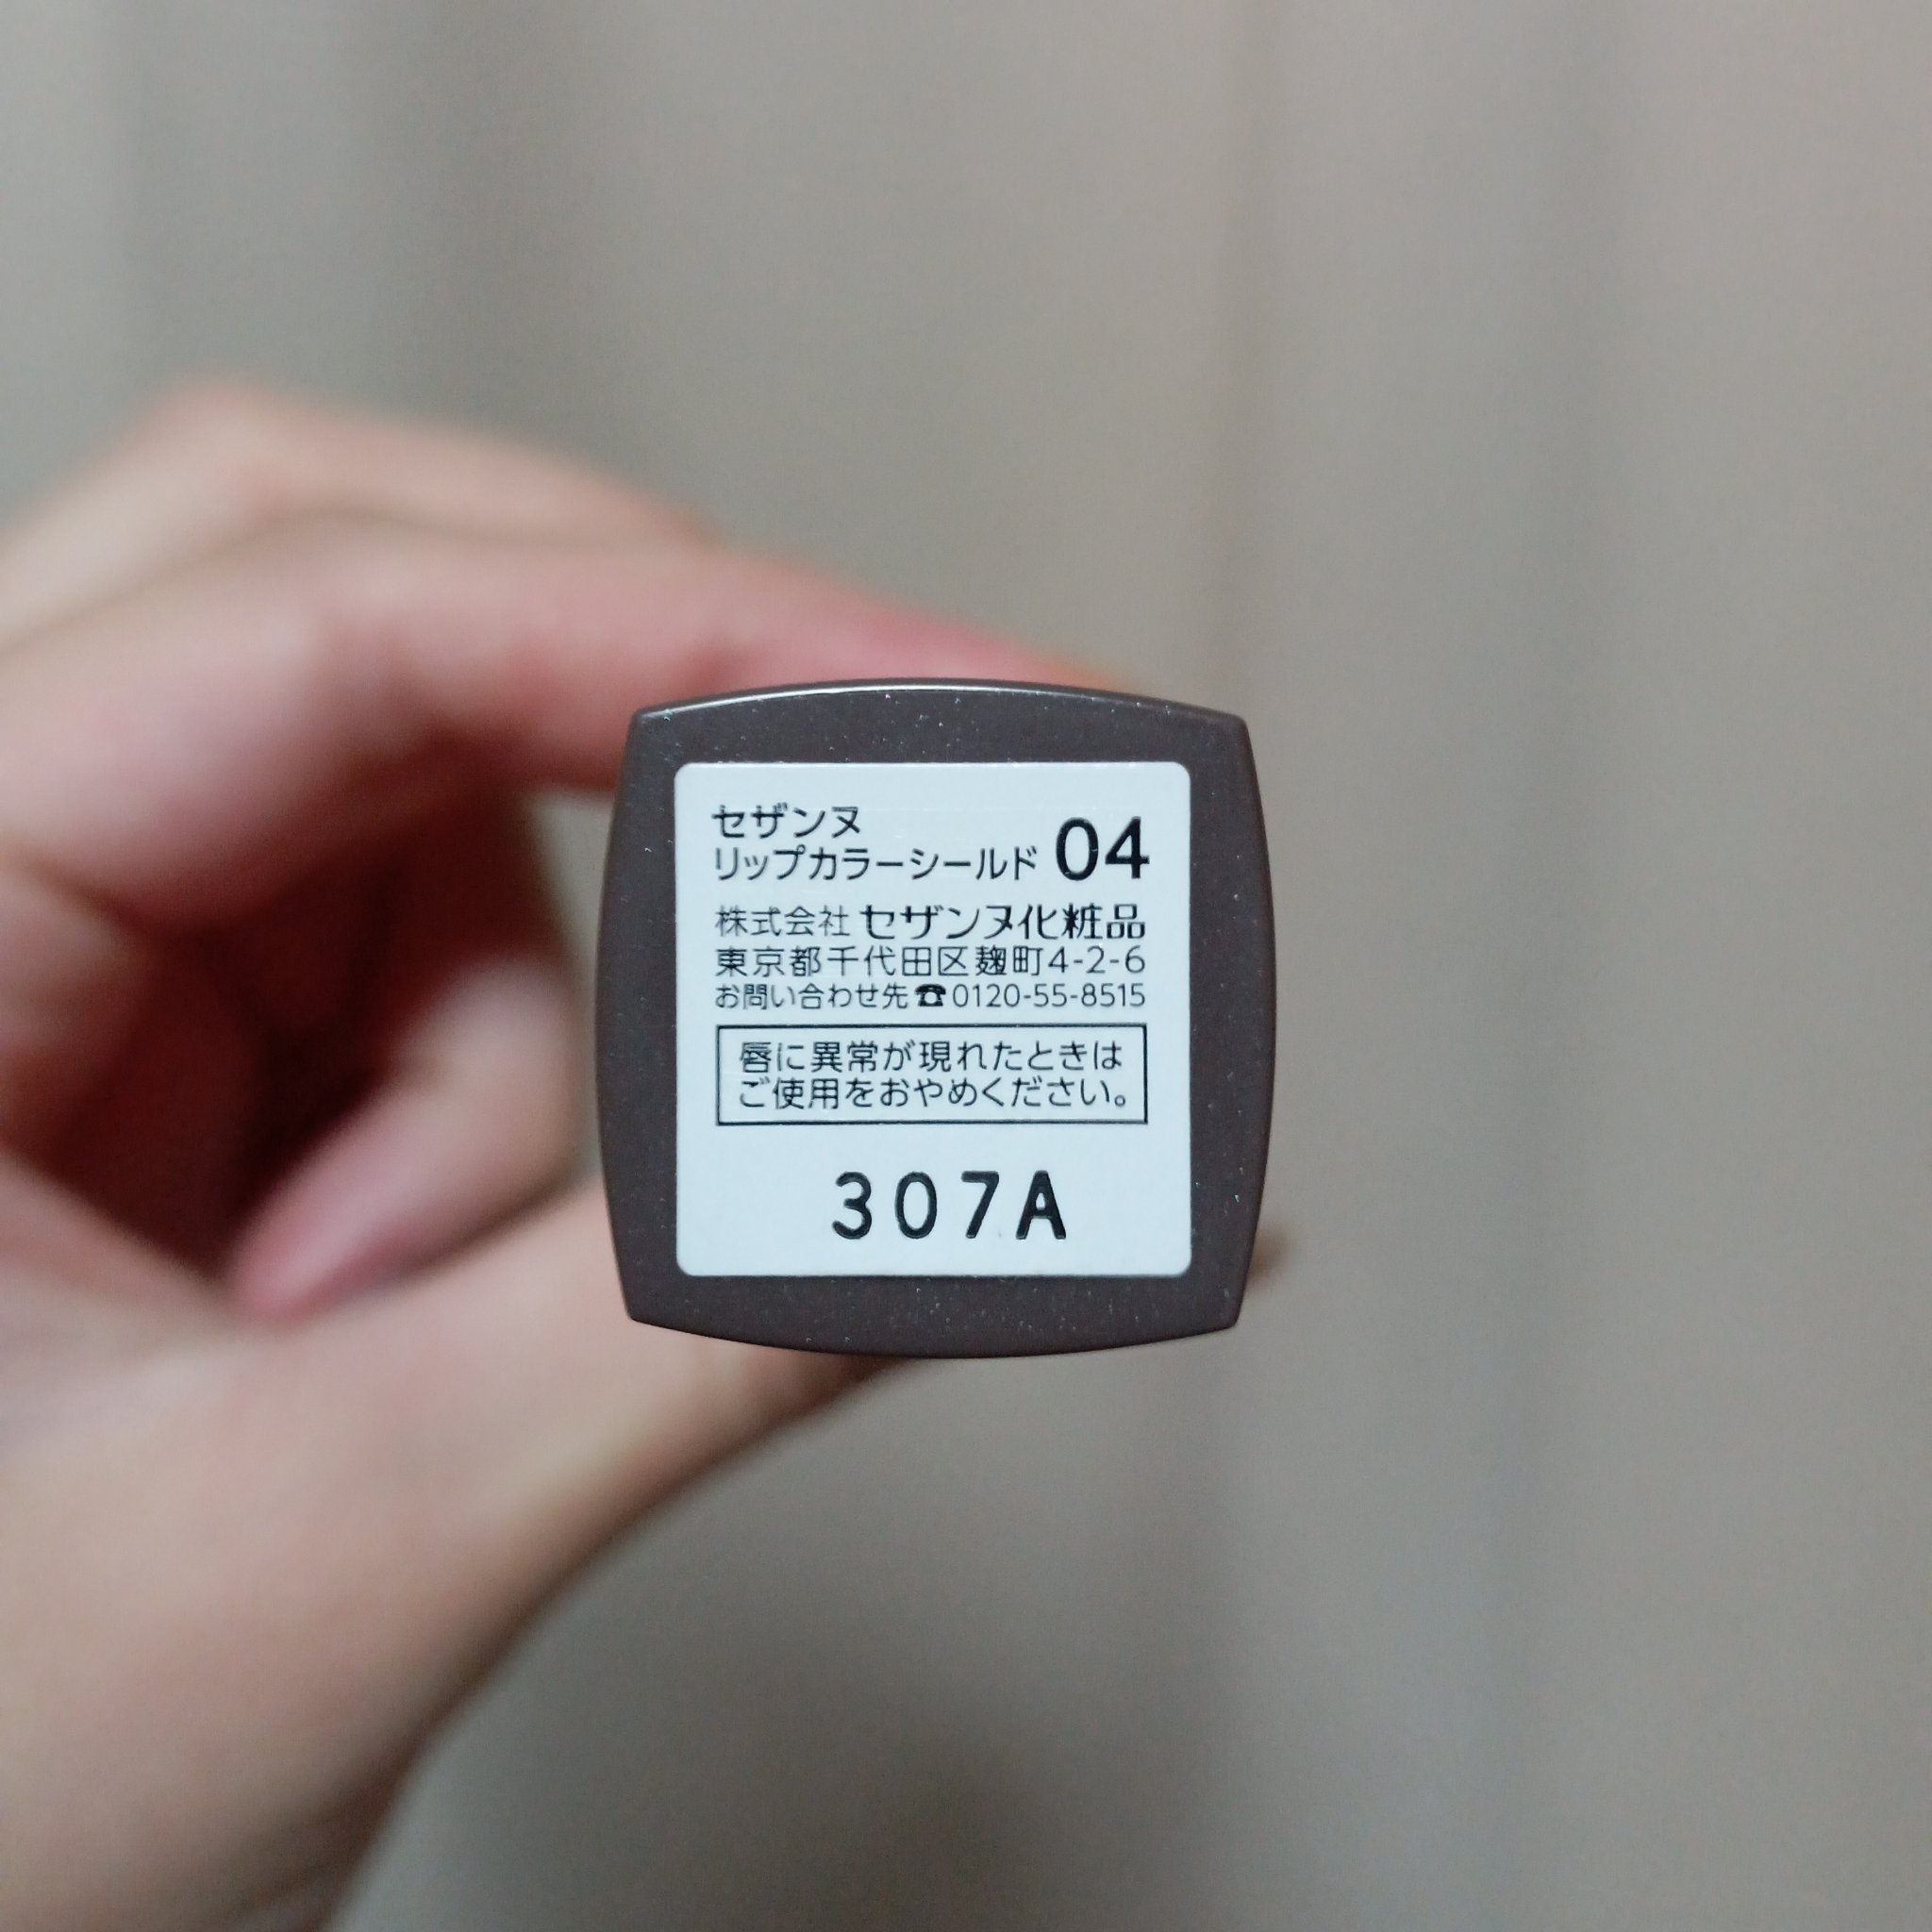 セザンヌ
リップカラーシールド 04
株式会社 セザンヌ化粧品
東京都千代田区麹町4-2-6
お問い合わせ先☎0120-55-8515
唇に異常が現れたときは
ご使用をおやめください。
307A